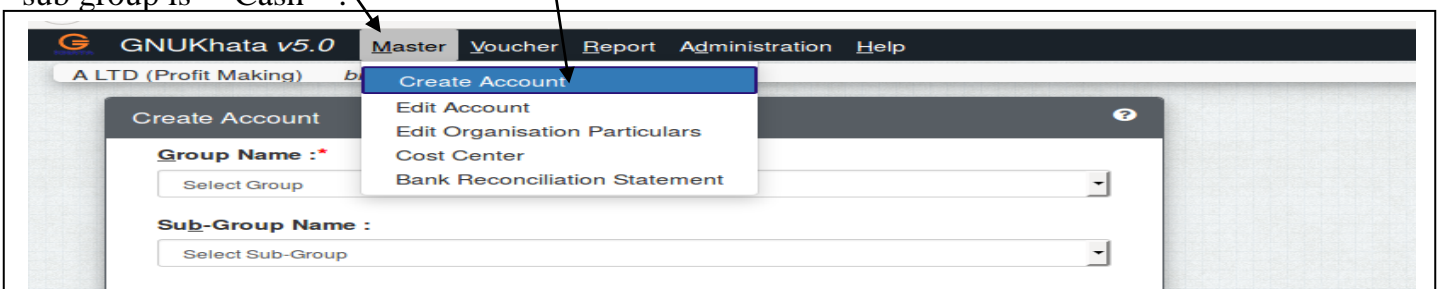 sub group is " Cash" .
GNUKhata v5.0 Master Voucher Report Administration Help
A LTD (Profit Making)
Create Account
Edit Account
Edit Organisation Particulars
Cost Center
Bank Reconciliation Statement
Create Account
Group Name :*
Select Group
Sub-Group Name :
Select Sub-Group